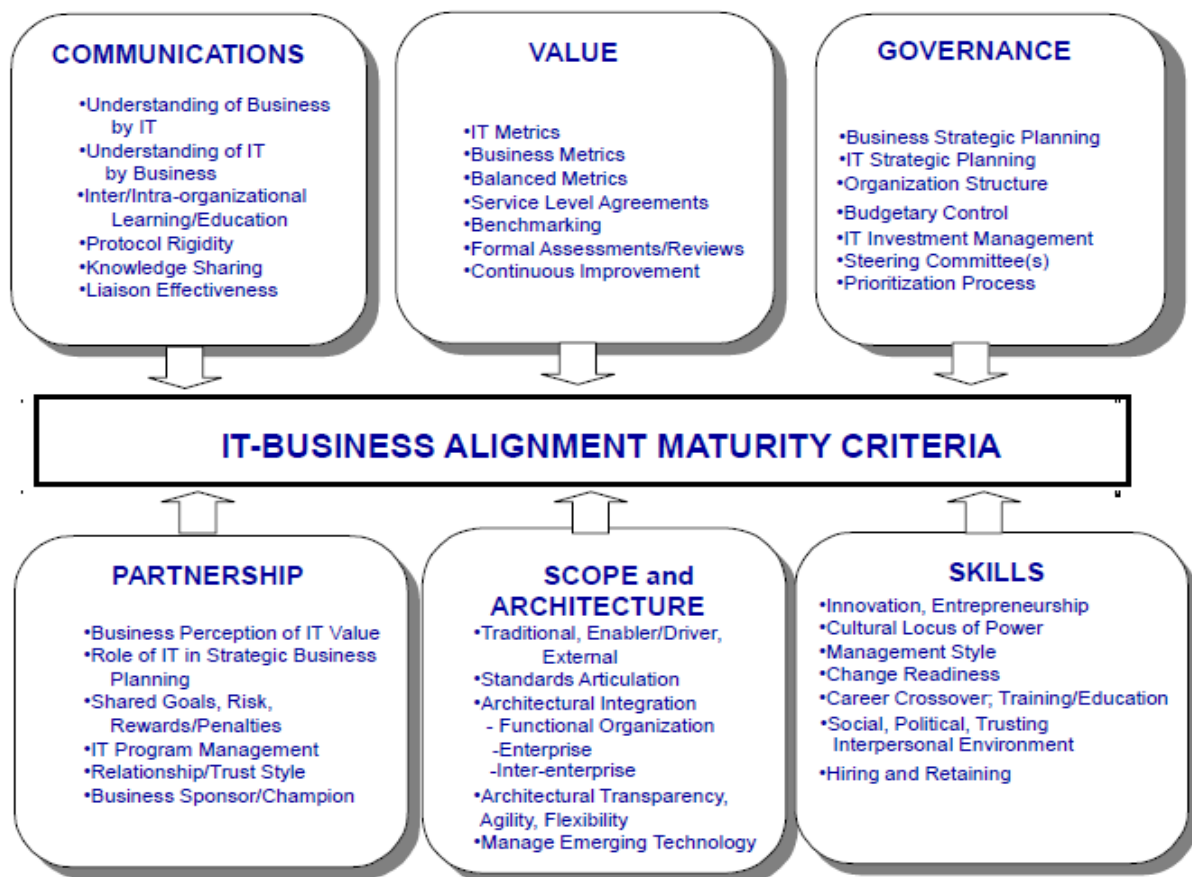 COMMUNICATIONS
•Understanding of Business
by IT
•Understanding of IT
by Business
•Inter/Intra-organizational
Learning/Education
•Protocol Rigidity
•Knowledge Sharing
•Liaison Effectiveness
VALUE
•IT Metrics
•Business Metrics
•Balanced Metrics
•Service Level Agreements
•Benchmarking
•Formal Assessments/Reviews
•Continuous Improvement
GOVERNANCE
•Business Strategic Planning
•IT Strategic Planning
•Organization Structure
•Budgetary Control
•IT Investment Management
•Steering Committee(s)
•Prioritization Process
IT-BUSINESS ALIGNMENT MATURITY CRITERIA
PARTNERSHIP
•Business Perception of IT Value
•Role of IT in Strategic Business
Planning
•Shared Goals, Risk,
Rewards/Penalties
•IT Program Management
•Relationship/Trust Style
•Business Sponsor/Champion
SCOPE and
ARCHITECTURE
•Traditional, Enabler/Driver,
External
•Standards Articulation
•Architectural Integration
- Functional Organization
-Enterprise
-Inter-enterprise
•Architectural Transparency,
Agility, Flexibility
•Manage Emerging Technology
SKILLS
•Innovation, Entrepreneurship
•Cultural Locus of Power
•Management Style
•Change Readiness
•Career Crossover; Training/Education
•Social, Political, Trusting
Interpersonal Environment
•Hiring and Retaining